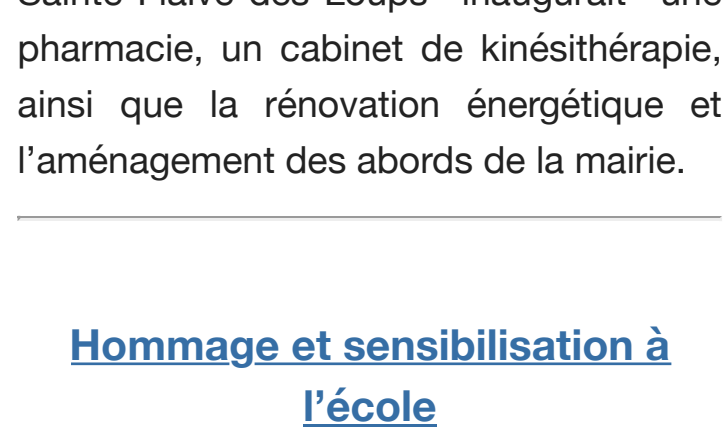 pharmacie, un cabinet de kinésithérapie,
ainsi que la rénovation énergétique et
l’aménagement des abords de la mairie.
Hommage et sensibilisation à
l’école